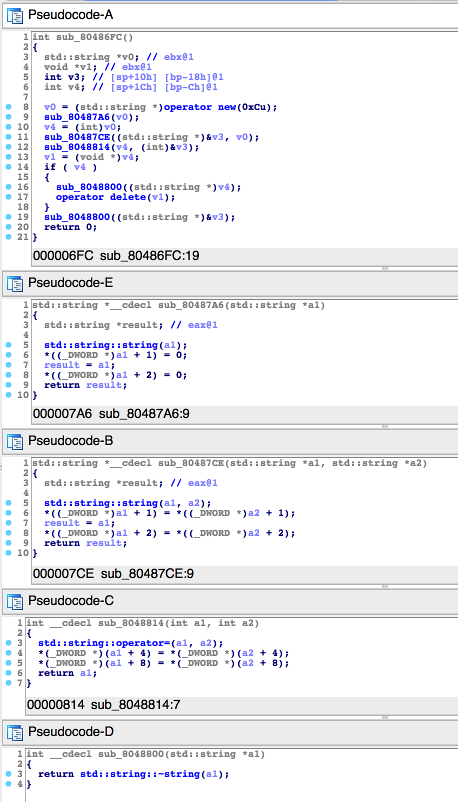 Pseudocode-A
1 int sub_80486FC()
2 {
3 std::string *v0; // ebx@1
4 void *v1; // ebx@1
5 int v3; // [sp+10h] [bp-18h]@1
6 int v4; // [sp+1Ch] [bp-Ch]@1
7
8 v0 = (std::string *)operator new(0xCu);
9 sub_80487A6(v0);
10 v4 = (int)v0;
11 sub_80487CE((std::string *)&v3, v0);
12 sub_8048814(v4, (int)&v3);
13 v1 = (void *)v4;
14 if ( v4 )
15 {
16 sub_8048800((std::string *)v4);
17 operator delete(v1);
18 }
19 sub_8048800((std::string *)&v3);
20 return 0;
21 }
000006FC sub_80486FC:19
Pseudocode-E
1 std::string *__cdecl sub_80487A6(std::string *a1)
2 {
3 std::string *result; // eax@1
4
5 std::string::string(a1);
6 *((_DWORD *)a1 + 1) = 0;
7 result = a1;
8 *((_DWORD *)a1 + 2) = 0;
9 return result;
10 }
000007A6 sub_80487A6:9
Pseudocode-B
1 std::string *__cdecl sub_80487CE(std::string *a1, std::string *a2)
2 {
3 std::string *result; // eax@1
4
5 std::string::string(a1, a2);
6 *((_DWORD *)a1 + 1) = *((_DWORD *)a2 + 1);
7 result = a1;
8 *((_DWORD *)a1 + 2) = *((_DWORD *)a2 + 2);
9 return result;
10 }
000007CE sub_80487CE:9
Pseudocode-C
1 int __cdecl sub_8048814(int a1, int a2)
2 {
3 std::string::operator=(a1, a2);
4 *(_DWORD *)(a1 + 4) = *(_DWORD *)(a2 + 4);
5 *(_DWORD *)(a1 + 8) = *(_DWORD *)(a2 + 8);
6 return a1;
7 }
00000814 sub_8048814:7
Pseudocode-D
1 int __cdecl sub_8048800(std::string *a1)
2 {
3 return std::string::~string(a1);
4 }